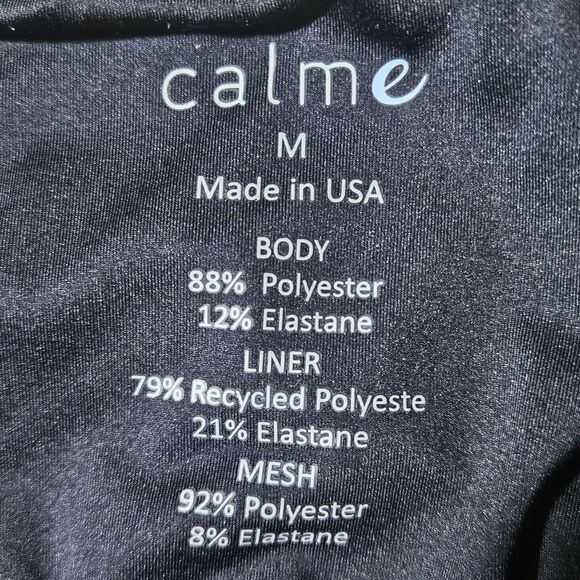 calme
M
Made in USA
BODY
88% Polyester
12% Elastane
LINER
79% Recycled Polyeste
21% Elastane
MESH
92% Polyester
8% Elastane